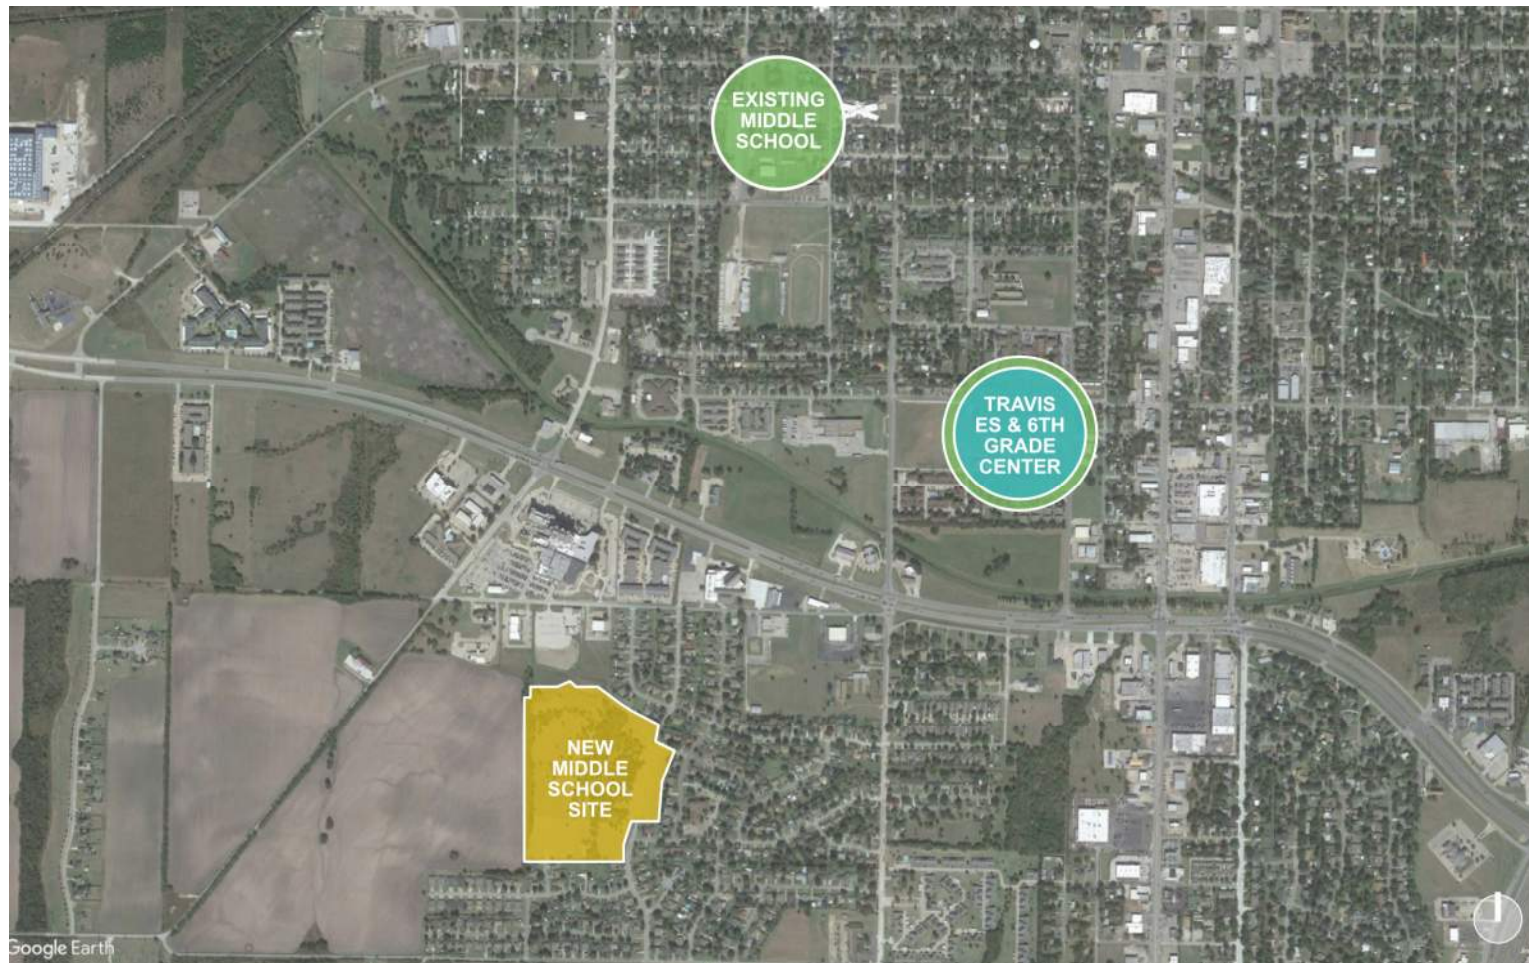 EXISTING
MIDDLE
SCHOOL
TRAVIS
ES & 6TH
GRADE
CENTER
NEW
MIDDLE
SCHOOL
SITE
Google Earth